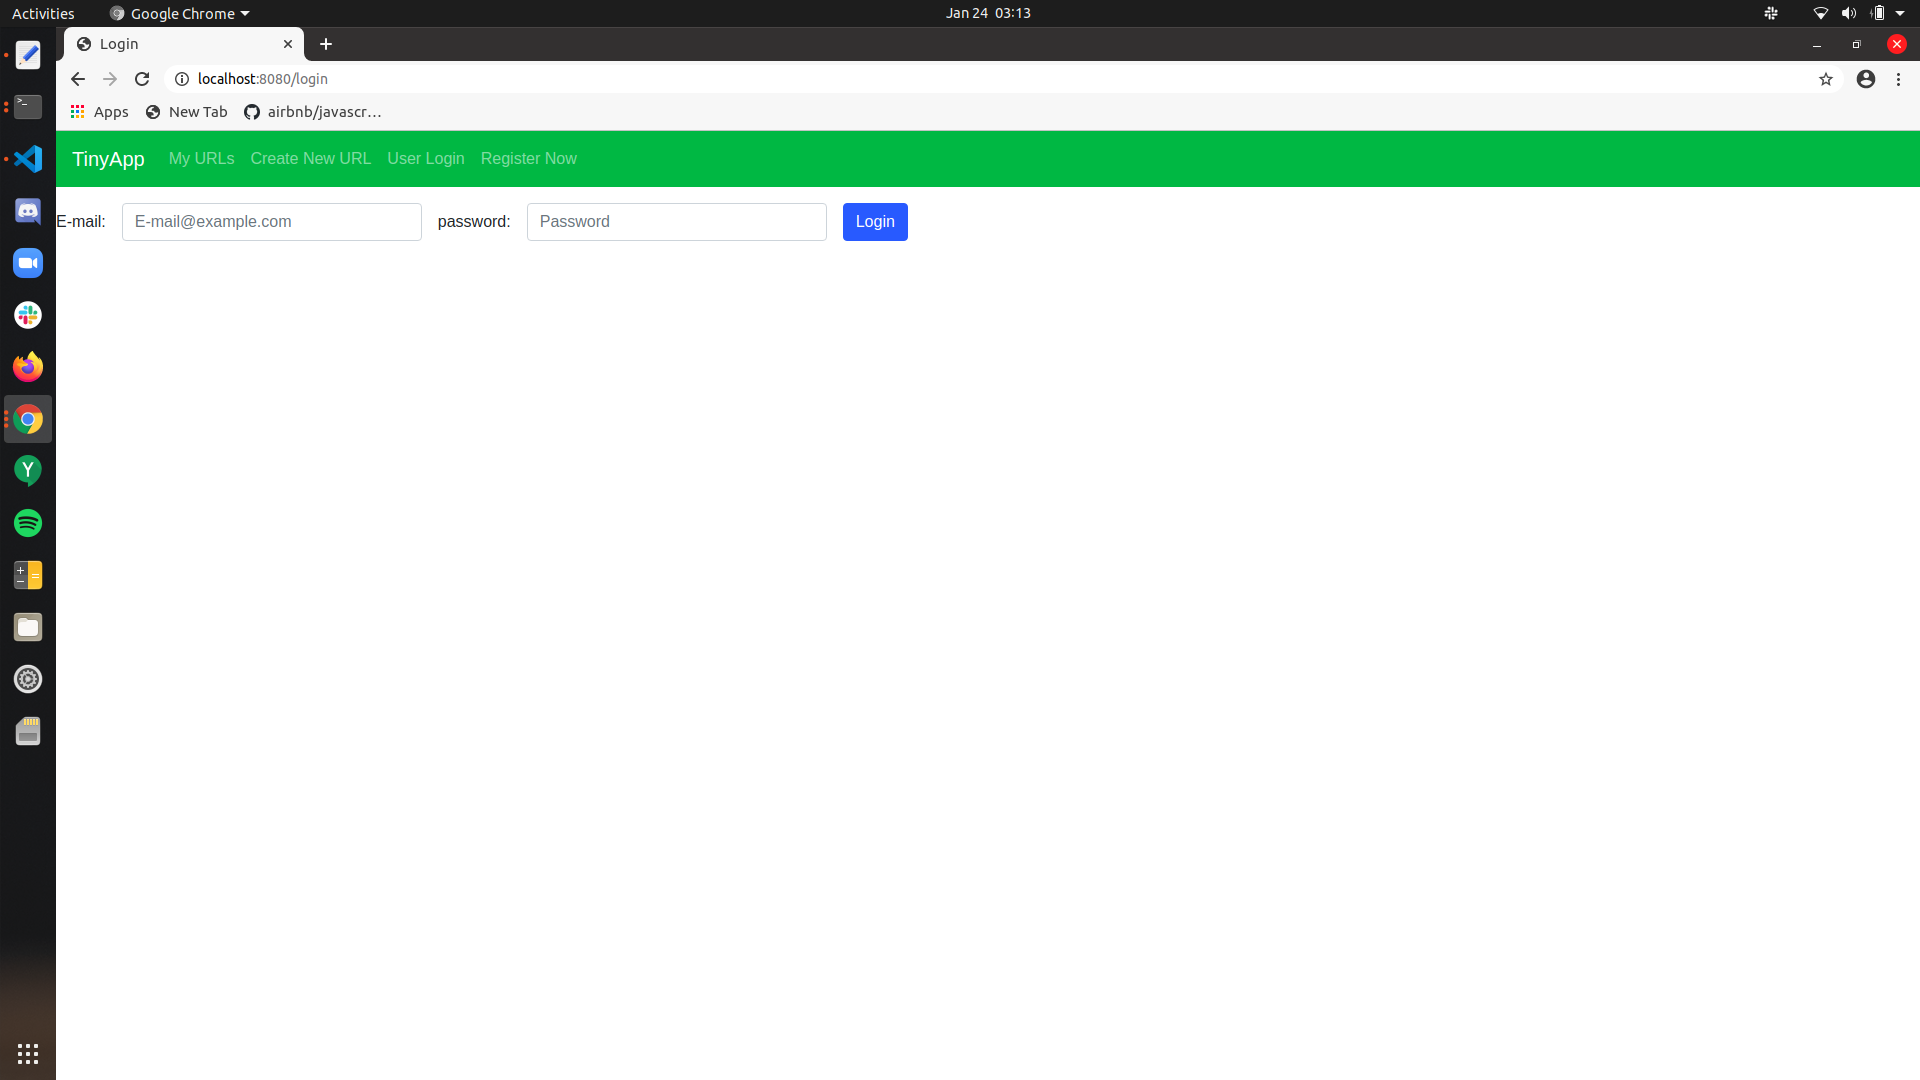 Activities Google Chrome Jan 24 03:13
Login
localhost:8080/login
Apps New Tab airbnb/javascr...
TinyApp My URLs Create New URL User Login Register Now
E-mail: E-mail@example.com password: Password Login